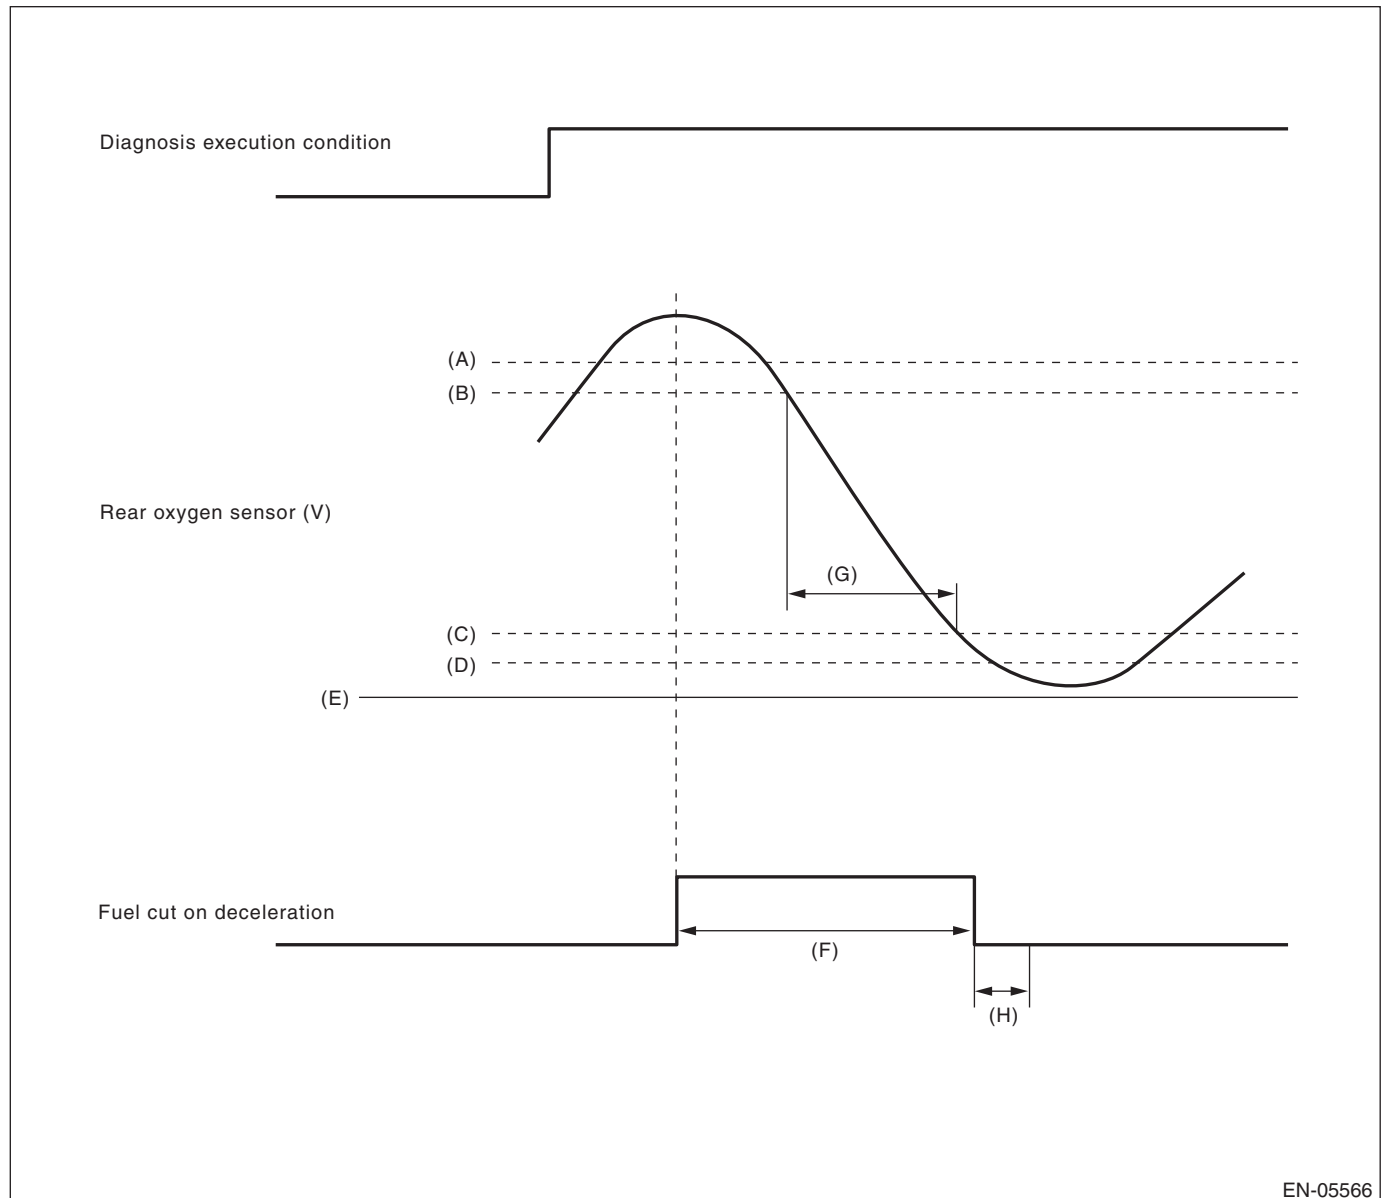 Diagnosis execution condition
(A)
(B)
Rear oxygen sensor (V)
(G)
(C)
(D)
(E)
Fuel cut on deceleration
(F)
(H)
EN-05566